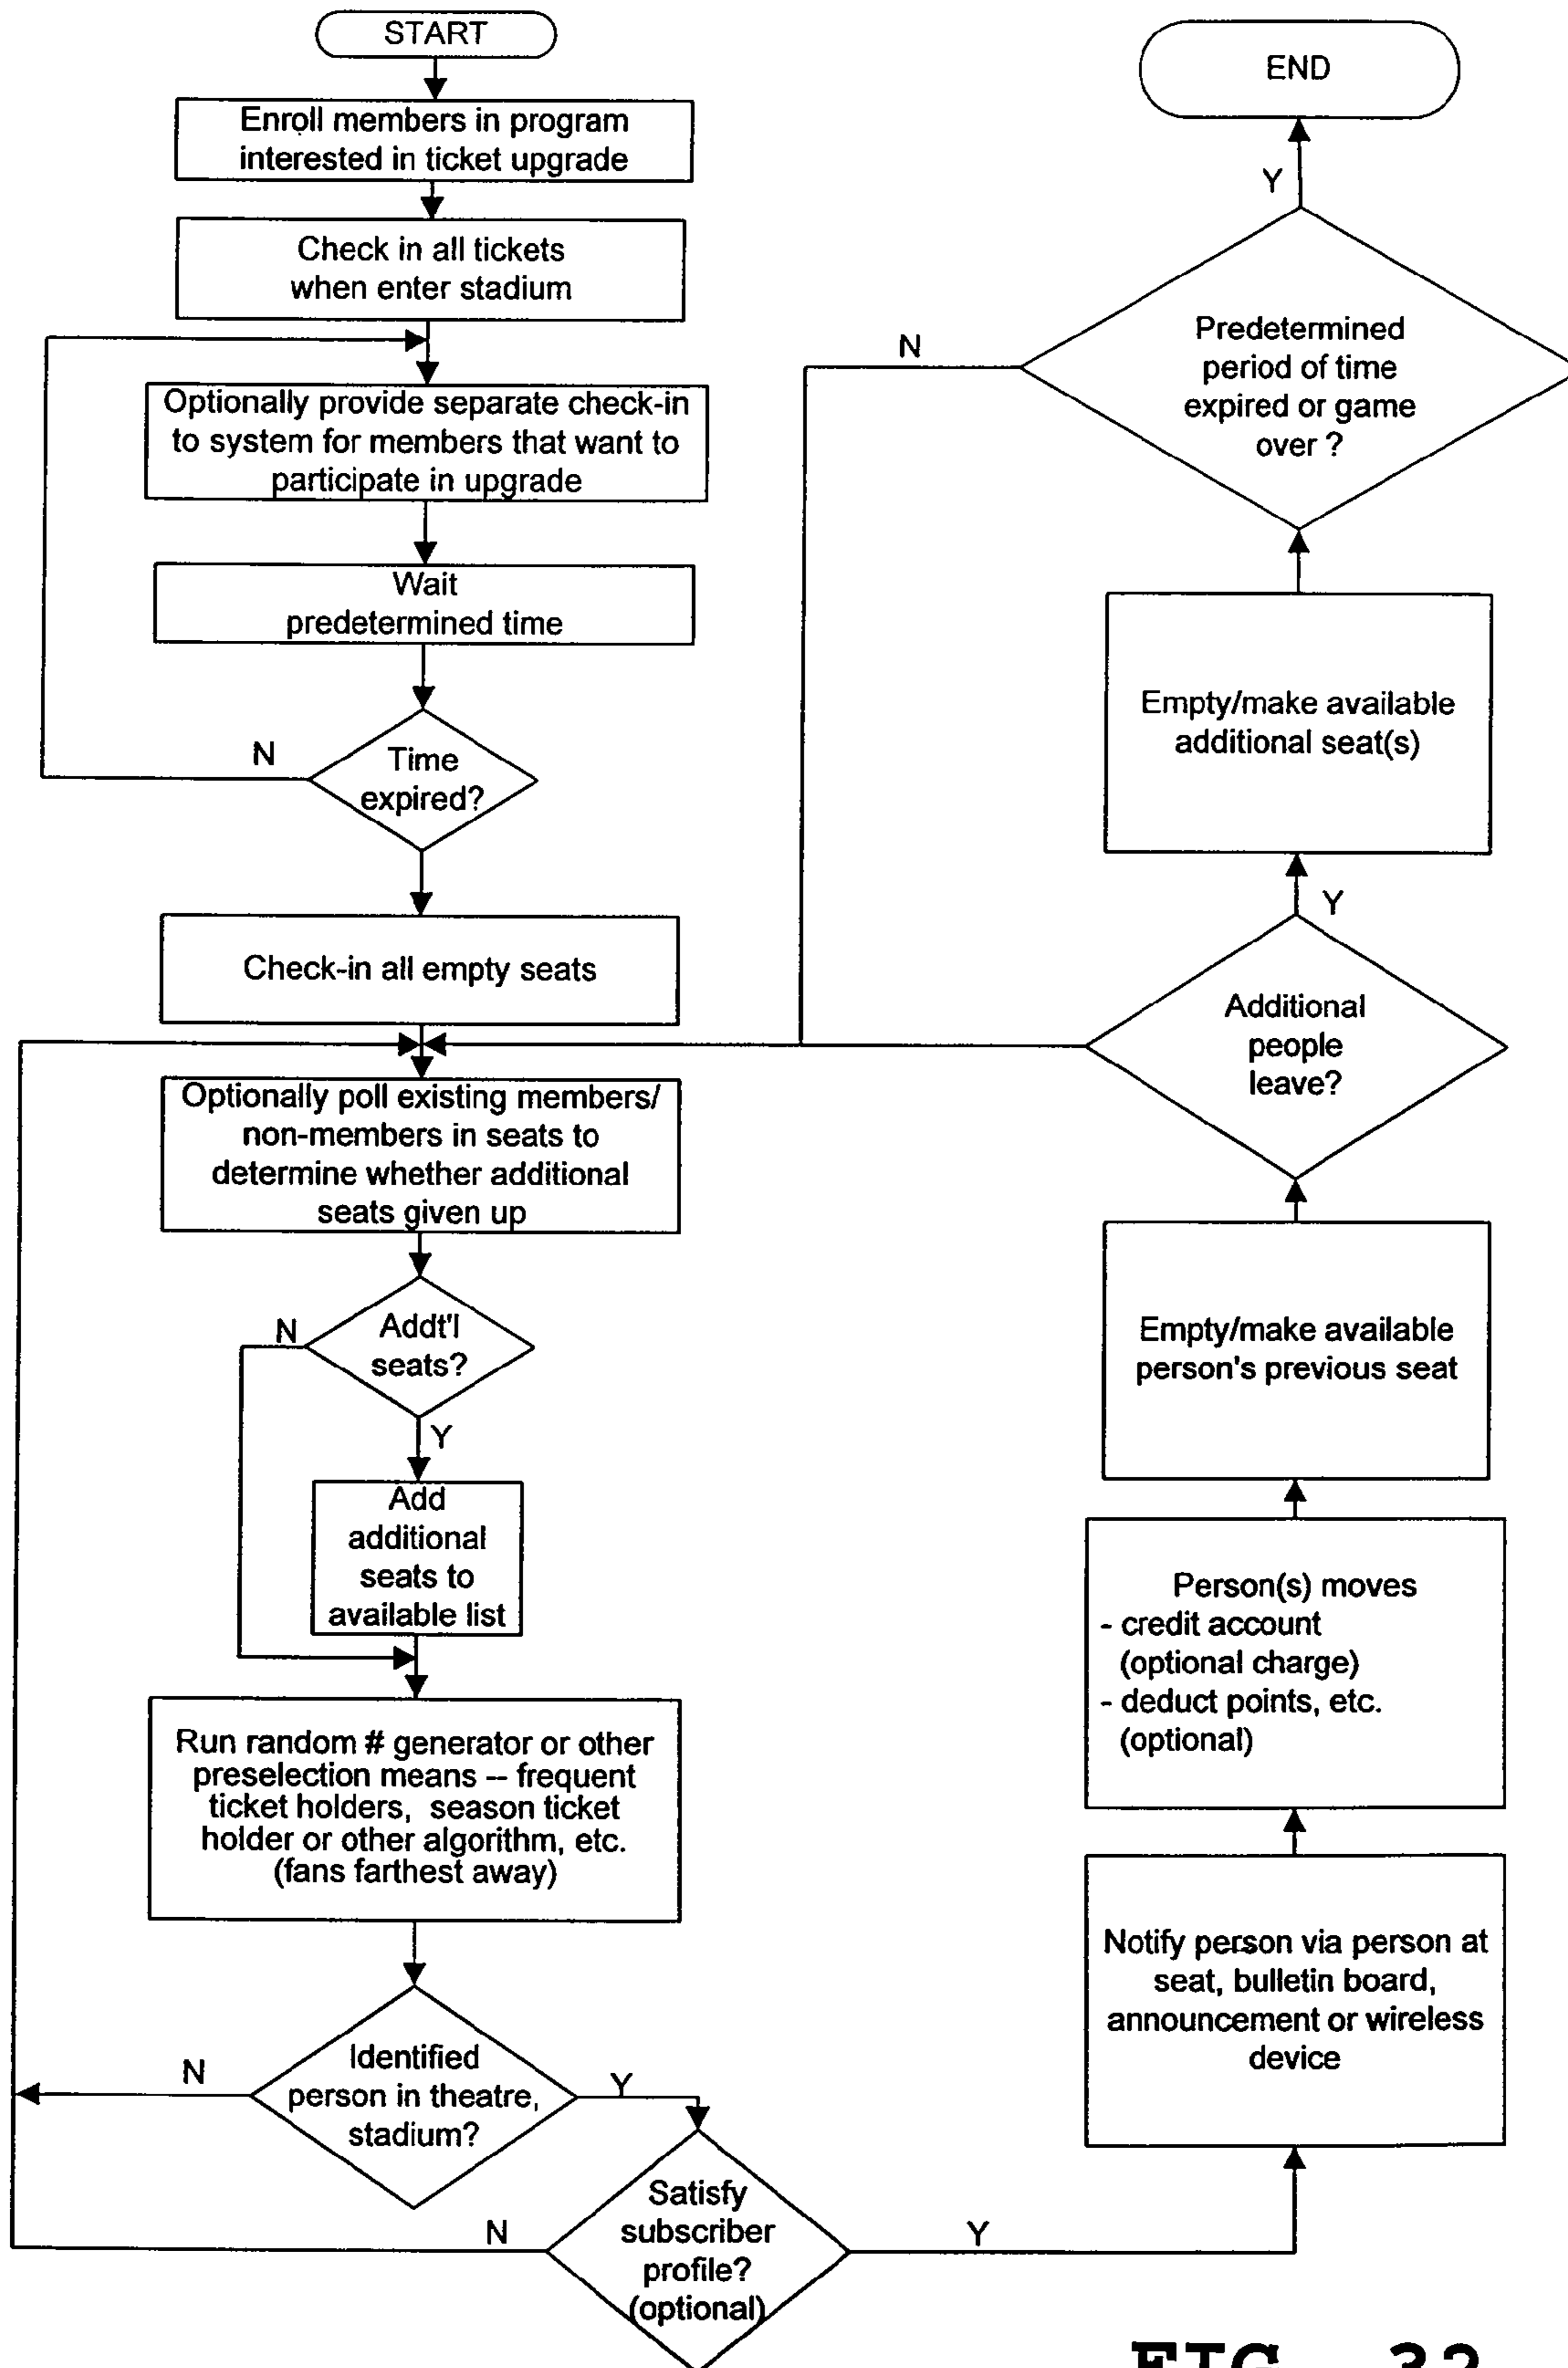 START
Enroll members in program
interested in ticket upgrade
Check in all tickets
when enter stadium
Optionally provide separate check-in
to system for members that want to
participate in upgrade
Wait
predetermined time
N
Time
expired?
Check-in all empty seats
Optionally poll existing members/
non-members in seats to
determine whether additional
seats given up
N
Addt'l
seats?
Y
Add
additional
seats to
available list
Run random # generator or other
preselection means -- frequent
ticket holders, season ticket
holder or other algorithm, etc.
(fans farthest away)
N
Identified
person in theatre,
stadium?
Y
N
Satisfy
subscriber
profile?
(optional)
Y
Notify person via person at
seat, bulletin board,
announcement or wireless
device
Person(s) moves
- credit account
(optional charge)
- deduct points, etc.
(optional)
Empty/make available
person's previous seat
Additional
people
leave?
Y
Empty/make available
additional seat(s)
Predetermined
period of time
expired or game
over ?
N
Y
END
FIG. 32